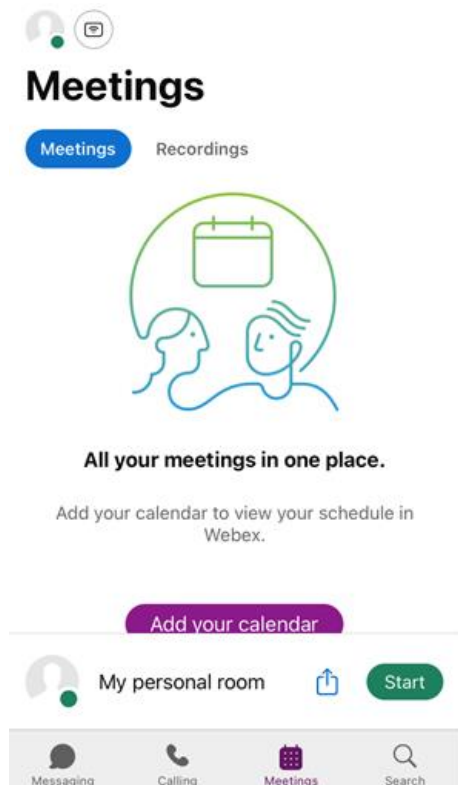 Meetings
Meetings
Recordings
All your meetings in one place.
Add your calendar to view your schedule in
Webex.
Add your calendar
My personal room
Start
Messaging
Calling
Meetings
Search